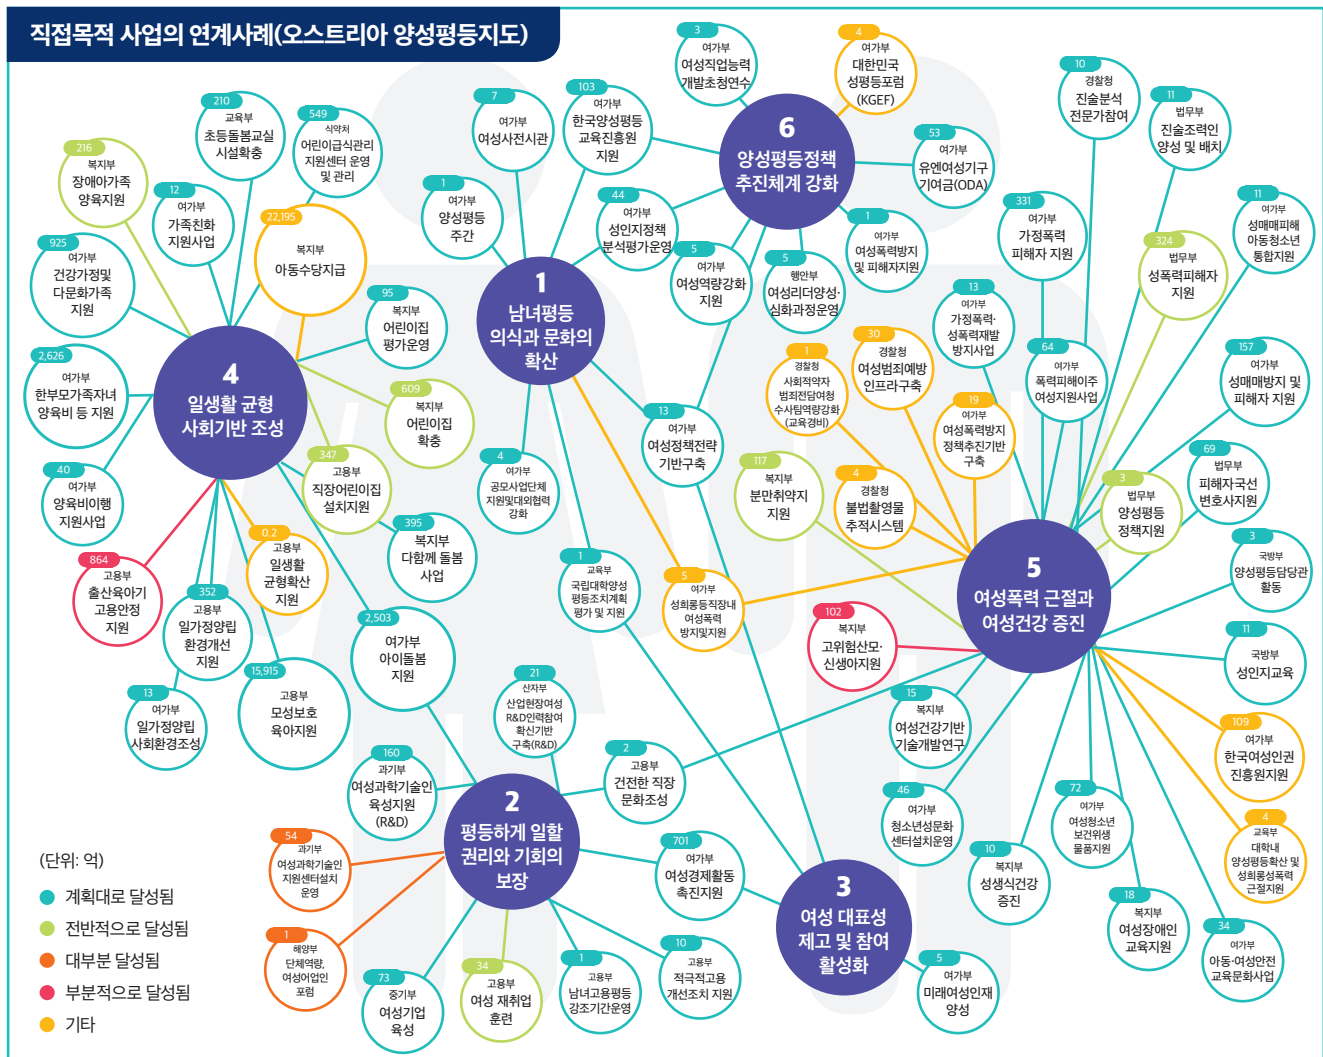 직접목적 사업의 연계사례(오스트리아 양성평등지도)
3
여가부
여성직업능력
개발초청연수
4
여가부
대한민국
성평등포럼
(KGEF)
10
경찰청
진술분석
전문가참여
11
법무부
진술조력인
양성 및 배치
210
교육부
초등돌봄교실
시설확충
549
식약처
어린이급식관리
지원센터 운영
및 관리
7
여가부
여성사전시관
103
여가부
한국양성평등
교육진흥원
지원
6
양성평등정책
추진체계 강화
53
여가부
유엔여성기구
기여금(ODA)
216
복지부
장애아가족
양육지원
12
여가부
가족친화
지원사업
22,195
복지부
아동수당지급
1
여가부
양성평등
주간
44
여가부
성인지정책
분석평가운영
1
여가부
여성폭력방지
및 피해자지원
331
여가부
가정폭력
피해자 지원
11
여가부
성매매피해
아동청소년
통합지원
324
법무부
성폭력피해자
지원
925
여가부
건강가정및
다문화가족
지원
5
여가부
여성역량강화
지원
5
행안부
여성리더양성·
심화과정운영
13
여가부
가정폭력·
성폭력재발
방지사업
95
복지부
어린이집
평가운영
1
남녀평등
의식과 문화의
확산
30
경찰청
여성범죄예방
인프라구축
1
경찰청
사회적약자
범죄전담여청
수사팀역량강화
(교육경비)
64
여가부
폭력피해이주
여성지원사업
157
여가부
성매매방지 및
피해자 지원
2,626
여가부
한부모가족자녀
양육비 등 지원
4
일생활 균형
사회기반 조성
609
복지부
어린이집
확충
13
여가부
여성정책전략
기반구축
19
여가부
여성폭력방지
정책추진기반
구축
40
여가부
양육비이행
지원사업
347
고용부
직장어린이집
설치지원
4
여가부
공모사업단체
지원및대외협력
강화
117
복지부
분만취약지
지원
4
경찰청
불법촬영물
추적시스템
3
법무부
양성평등
정책지원
69
법무부
피해자국선
변호사지원
864
고용부
출산육아기
고용안정
지원
0.2
고용부
일생활
균형확산
지원
395
복지부
다함께 돌봄
사업
1
교육부
국립대학양성
평등조치계획
평가 및 지원
5
여가부
성희롱등직장내
여성폭력
방지및지원
5
여성폭력 근절과
여성건강 증진
3
국방부
양성평등담당관
활동
352
고용부
일가정양립
환경개선
지원
2,503
여가부
아이돌봄
지원
102
복지부
고위험산모·
신생아지원
11
국방부
성인지교육
13
여가부
일가정양립
사회환경조성
15,915
고용부
모성보호
육아지원
21
산자부
산업현장여성
R&D인력참여
확신기반
구축(R&D)
15
복지부
여성건강기반
기술개발연구
109
여가부
한국여성인권
진흥원지원
160
과기부
여성과학기술인
육성지원
(R&D)
2
고용부
건전한 직장
문화조성
46
여가부
청소년성문화
센터설치운영
72
여가부
여성청소년
보건위생
물품지원
4
교육부
대학내
양성평등확산 및
성희롱성폭력
근절지원
2
평등하게 일할
권리와 기회의
보장
54
과기부
여성과학기술인
지원센터설치
운영
701
여가부
여성경제활동
촉진지원
10
복지부
성생식건강
증진
3
여성 대표성
제고 및 참여
활성화
18
복지부
여성장애인
교육지원
34
여가부
아동·여성안전
교육문화사업
1
해양부
단체역량,
여성어업인
포럼
73
중기부
여성기업
육성
34
고용부
여성 재취업
훈련
1
고용부
남녀고용평등
강조기간운영
10
고용부
적극적고용
개선조치 지원
5
여가부
미래여성인재
양성
(단위: 억)
계획대로 달성됨
전반적으로 달성됨
대부분 달성됨
부분적으로 달성됨
기타